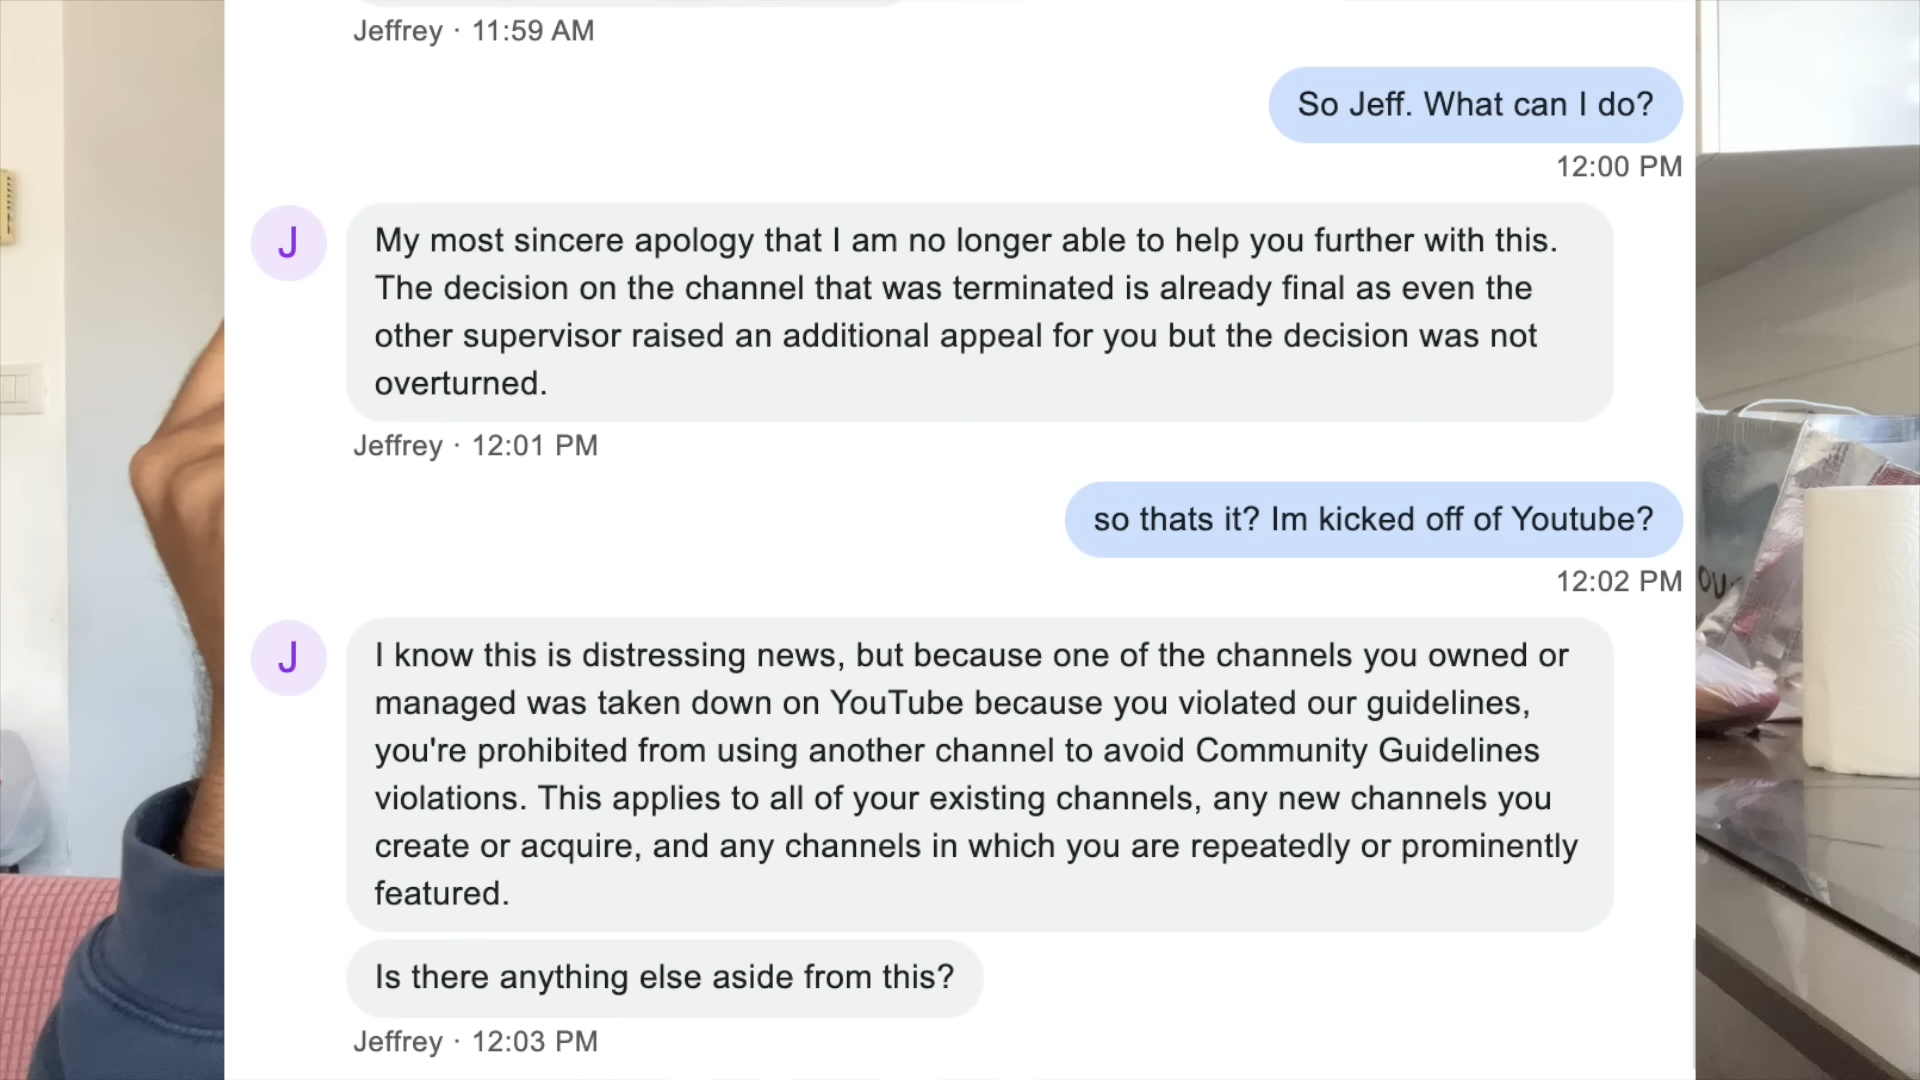 Jeffrey · 11:59 AM
So Jeff. What can I do?
12:00 PM
J
My most sincere apology that I am no longer able to help you further with this.
The decision on the channel that was terminated is already final as even the
other supervisor raised an additional appeal for you but the decision was not
overturned.
Jeffrey · 12:01 PM
so thats it? Im kicked off of Youtube?
12:02 PM
J
I know this is distressing news, but because one of the channels you owned or
managed was taken down on YouTube because you violated our guidelines,
you're prohibited from using another channel to avoid Community Guidelines
violations. This applies to all of your existing channels, any new channels you
create or acquire, and any channels in which you are repeatedly or prominently
featured.
Is there anything else aside from this?
Jeffrey · 12:03 PM